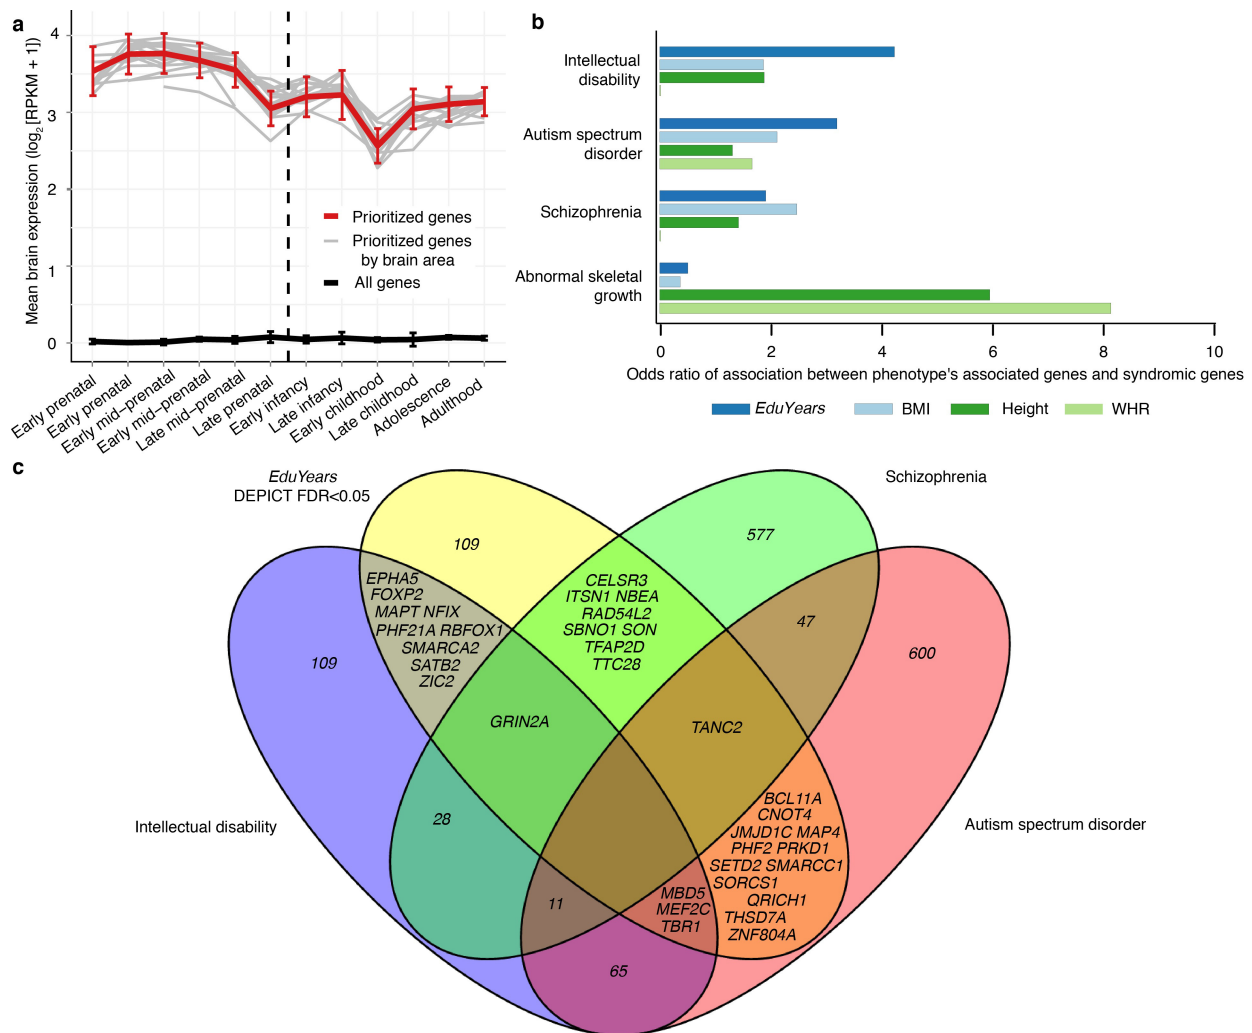 a
Mean brain expression (log2[RPKM + 1])
4
3
2
1
0
Prioritized genes
Prioritized genes
by brain area
All genes
Early prenatal
Early prenatal
Early mid–prenatal
Early mid–prenatal
Late mid–prenatal
Late prenatal
Early infancy
Late infancy
Early childhood
Late childhood
Adolescence
Adulthood
b
Intellectual
disability
Autism spectrum
disorder
Schizophrenia
Abnormal skeletal
growth
0 2 4 6 8 10
Odds ratio of association between phenotype's associated genes and syndromic genes
EduYears BMI Height WHR
c
EduYears
DEPICT FDR<0.05
Schizophrenia
Intellectual disability
Autism spectrum disorder
109
577
109
600
47
EPHA5
FOXP2
MAPT NFIX
PHF21A RBFOX1
SMARCA2
SATB2
ZIC2
CELSR3
ITSN1 NBEA
RAD54L2
SBNO1 SON
TFAP2D
TTC28
GRIN2A
TANC2
28
BCL11A
CNOT4
JMJD1C MAP4
PHF2 PRKD1
SETD2 SMARCC1
SORCS1
QRICH1
THSD7A
ZNF804A
11
MBD5
MEF2C
TBR1
65